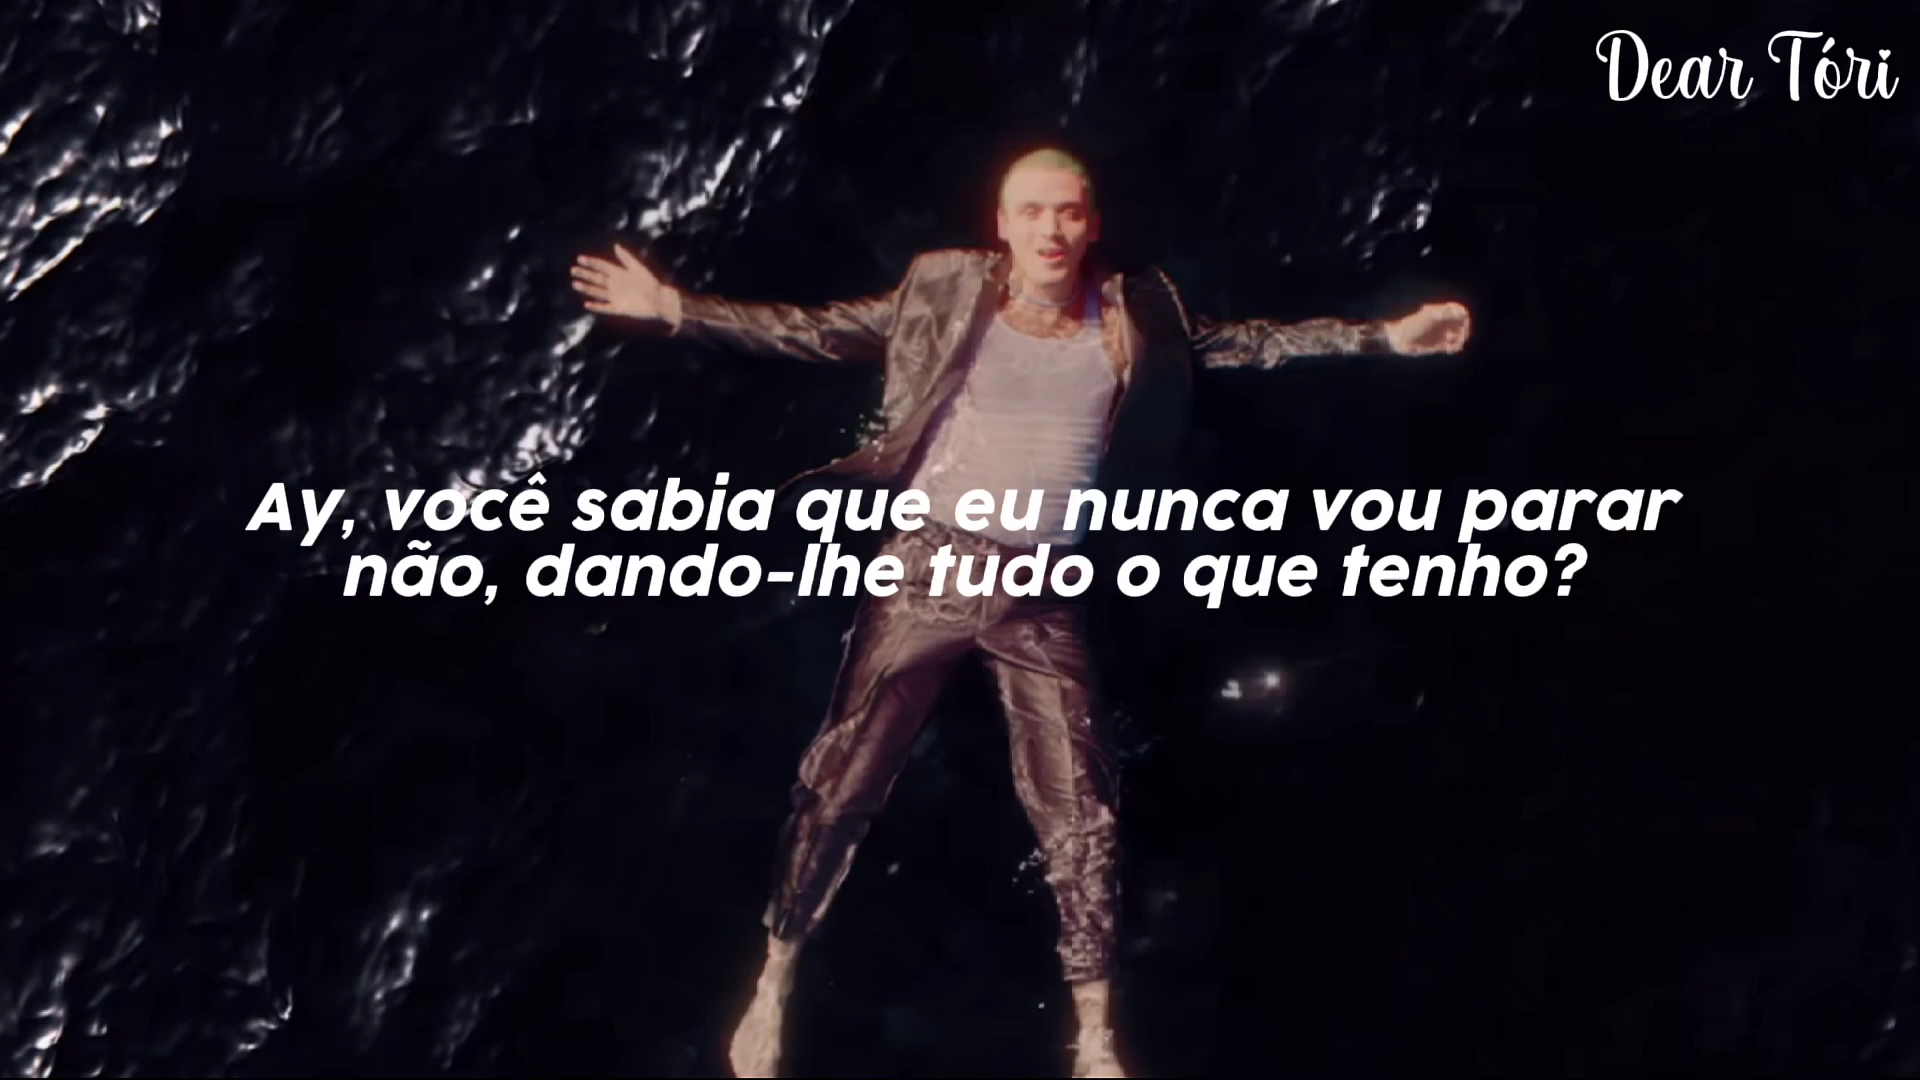 Dear Tóri
Ay, você sabia que eu nunca vou parar
não, dando-lhe tudo o que tenho?